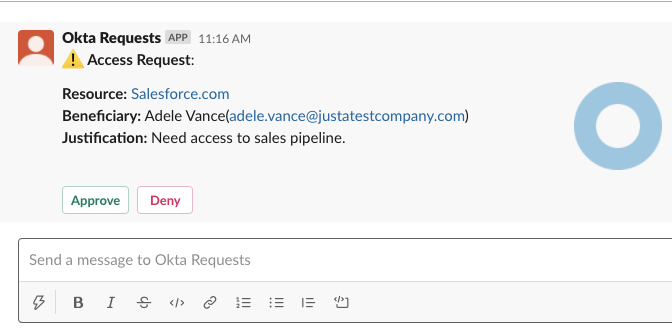 Okta Requests APP 11:16 AM
Access Request:
Resource: Salesforce.com
Beneficiary: Adele Vance(adele.vance@justatestcompany.com)
Justification: Need access to sales pipeline.
Approve Deny
Send a message to Okta Requests